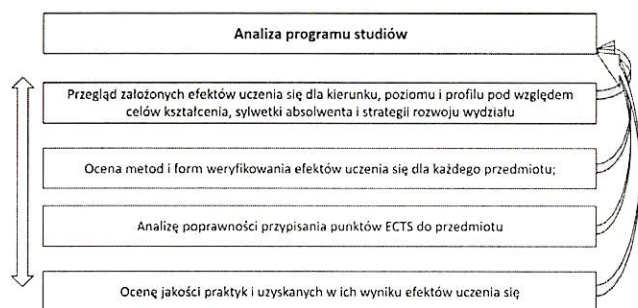 Analiza programu studiów
Przegląd założonych efektów uczenia się dla kierunku, poziomu i profilu pod względem
celów kształcenia, sylwetki absolwenta i strategii rozwoju wydziału
Ocena metod i form weryfikowania efektów uczenia się dla każdego przedmiotu;
Analizę poprawności przypisania punktów ECTS do przedmiotu
Ocenę jakości praktyk i uzyskanych w ich wyniku efektów uczenia się